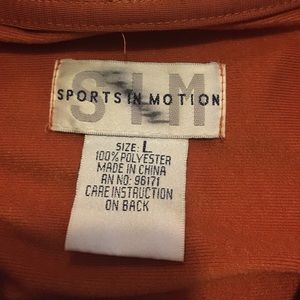 SIM
SPORTS IN MOTION
SIZE: L
100% POLYESTER
MADE IN CHINA
RN NO: 96171
CARE INSTRUCTION
ON BACK